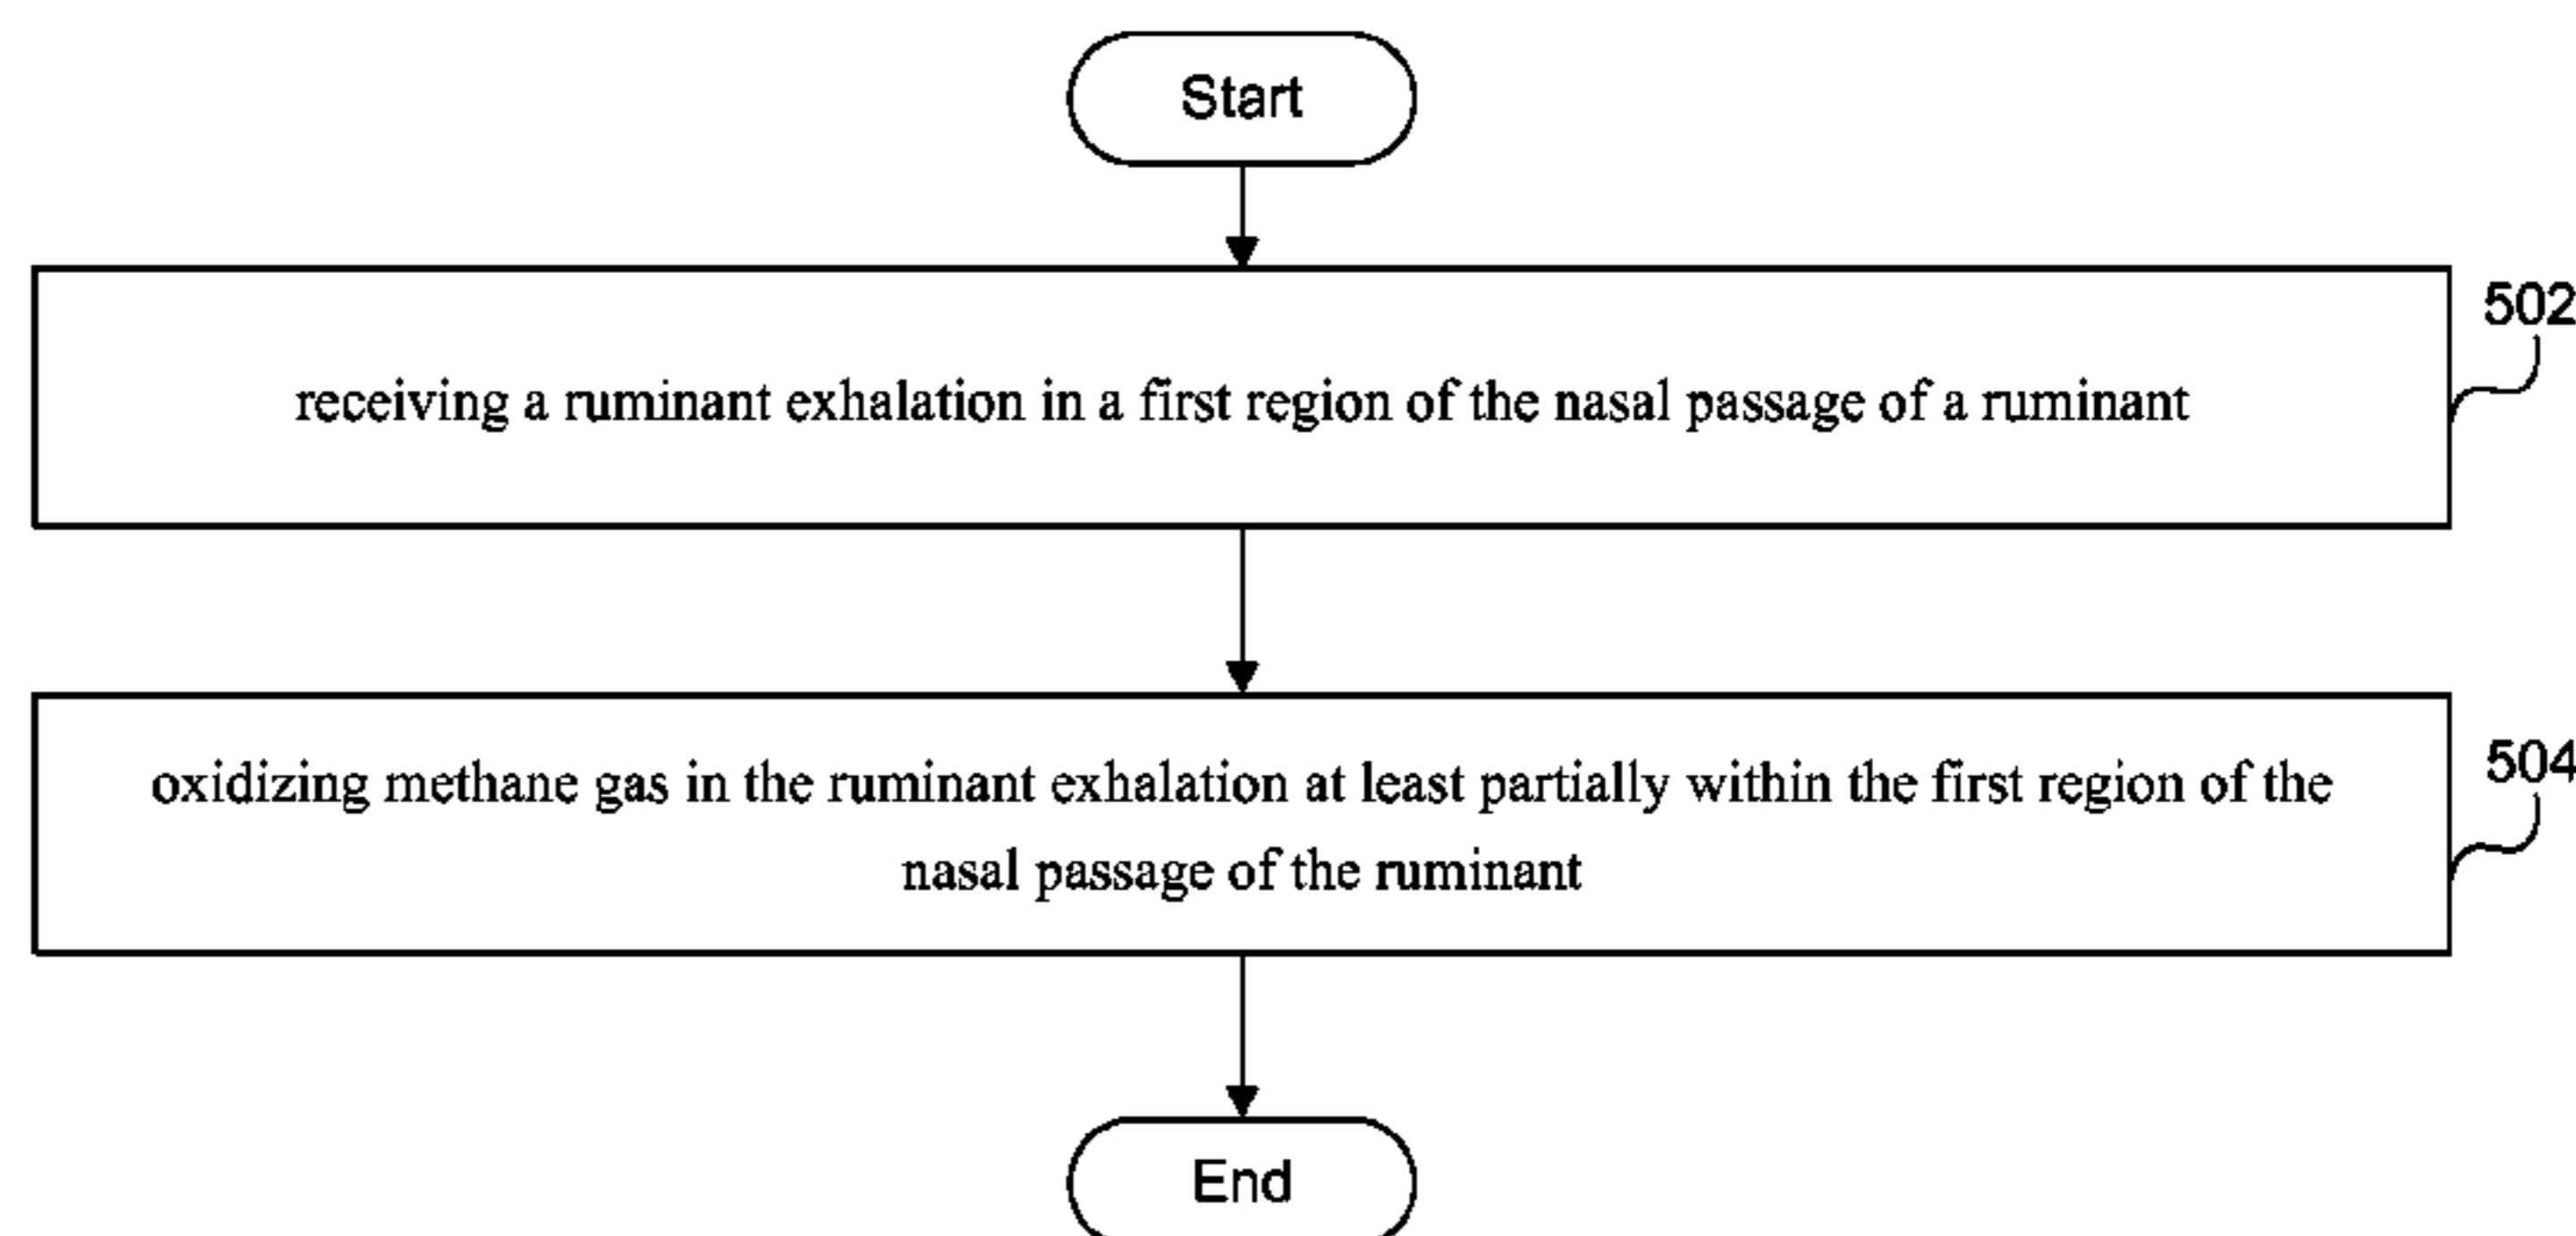 Start
502
receiving a ruminant exhalation in a first region of the nasal passage of a ruminant
504
oxidizing methane gas in the ruminant exhalation at least partially within the first region of the
nasal passage of the ruminant
End